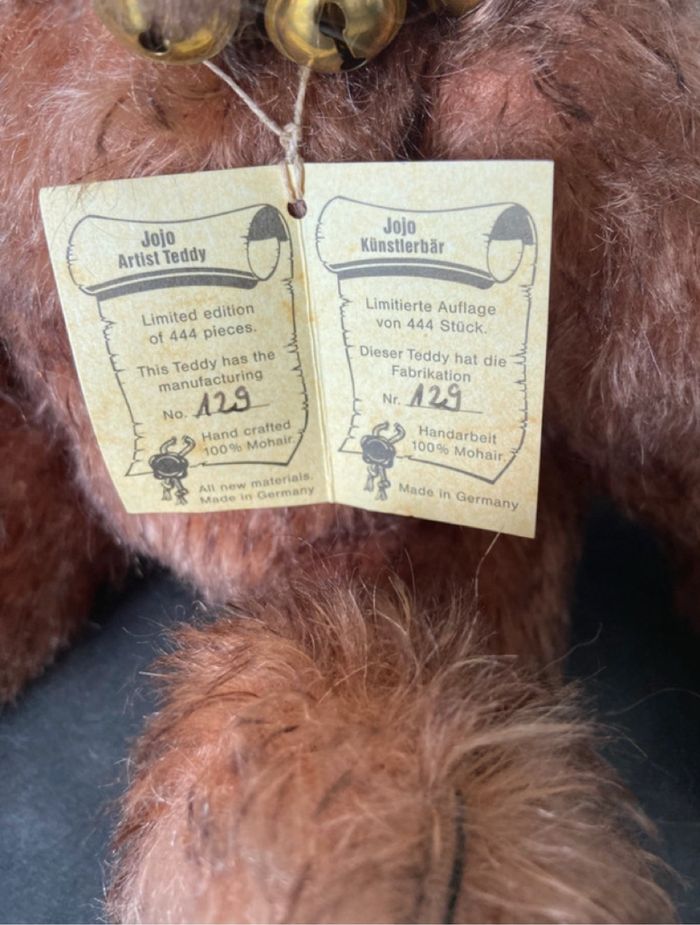 Jojo
Artist Teddy
Limited edition
of 444 pieces.
This Teddy has the
manufacturing
No. 129
Hand crafted
100% Mohair.
All new materials.
Made in Germany
Jojo
Künstlerbär
Limitierte Auflage
von 444 Stück.
Dieser Teddy hat die
Fabrikation
Nr. 129
Handarbeit
100% Mohair.
Made in Germany